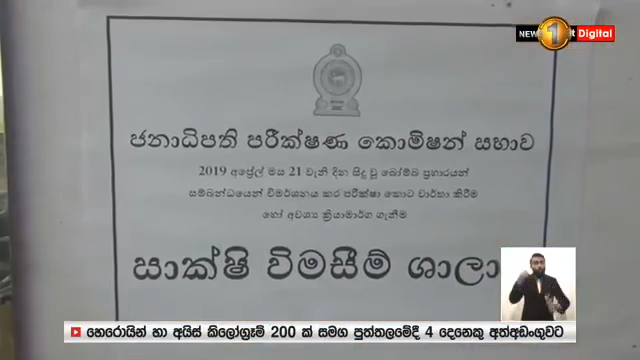 NEWS 1st Digital
ජනාධිපති පරීක්ෂණ කොමිෂන් සභාව
2019 අප්‍රේල් මස 21 වැනි දින සිදු වූ බෝම්බ ප්‍රහාරයන්
සම්බන්ධයෙන් විමර්ශනය කර පරීක්ෂා කොට වාර්තා කිරීම
හෝ අවශ්‍ය ක්‍රියාමාර්ග ගැනීම
සාක්ෂි විමසීම් ශාලා
හෙරොයින් හා අයිස් කිලෝග්‍රෑම් 200 ක් සමග පුත්තලමේදී 4 දෙනෙකු අත්අඩංගුවට